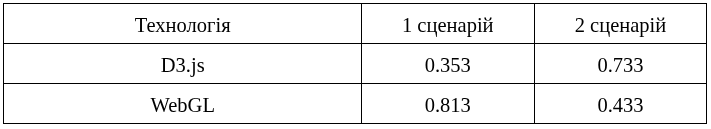 Технологія 1 сценарій 2 сценарій
D3.js 0.353 0.733
WebGL 0.813 0.433